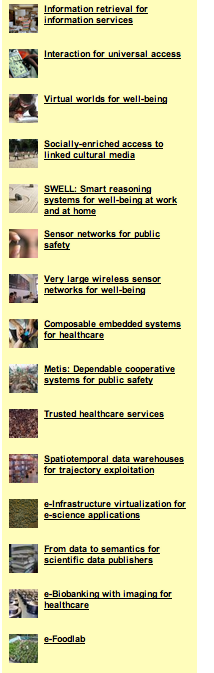 Information retrieval for
information services
Interaction for universal access
Virtual worlds for well-being
Socially-enriched access to
linked cultural media
SWELL: Smart reasoning
systems for well-being at work
and at home
Sensor networks for public
safety
Very large wireless sensor
networks for well-being
Composable embedded systems
for healthcare
Metis: Dependable cooperative
systems for public safety
Trusted healthcare services
Spatiotemporal data warehouses
for trajectory exploitation
e-Infrastructure virtualization for
e-science applications
From data to semantics for
scientific data publishers
e-Biobanking with imaging for
healthcare
e-Foodlab